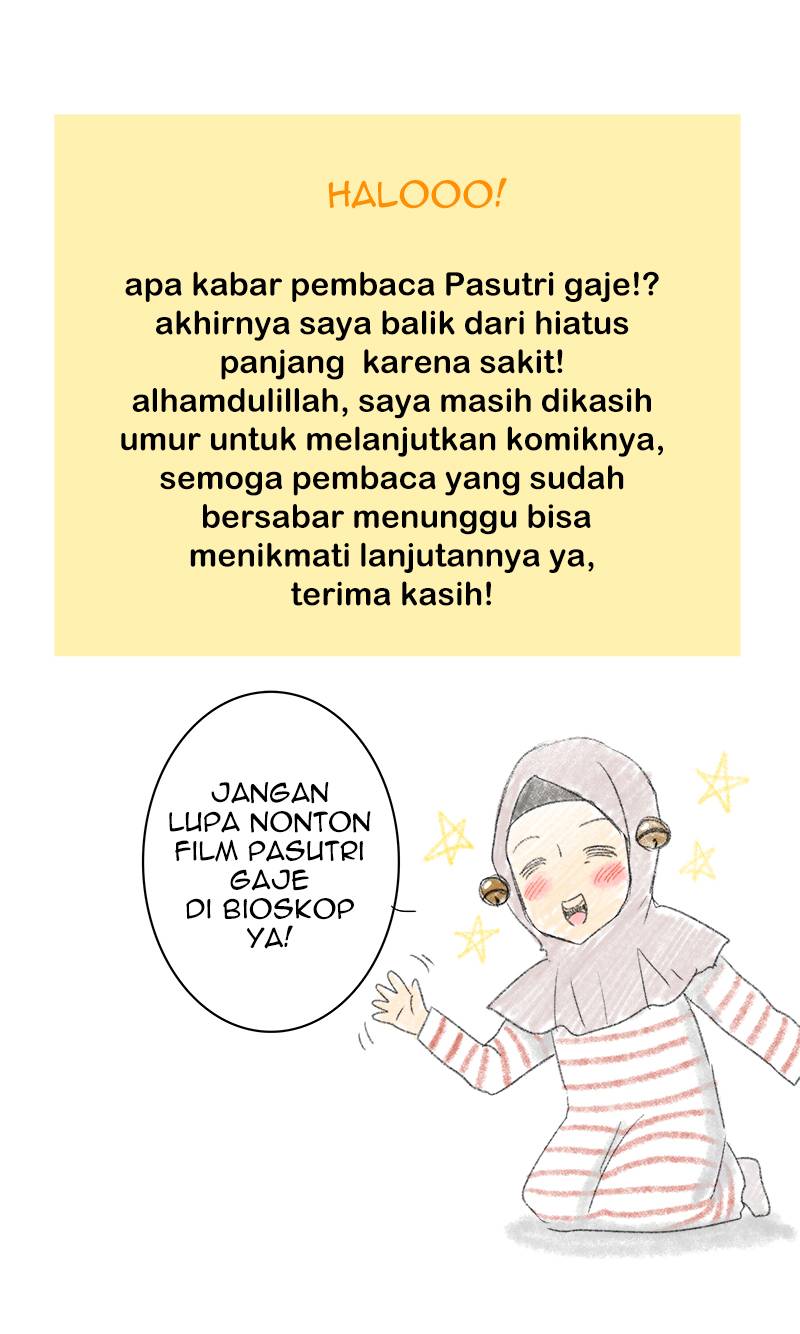 HALOOO!
apa kabar pembaca Pasutri gaje!?
akhirnya saya balik dari hiatus
panjang  karena sakit!
alhamdulillah, saya masih dikasih
umur untuk melanjutkan komiknya,
semoga pembaca yang sudah
bersabar menunggu bisa
menikmati lanjutannya ya,
terima kasih!
JANGAN
LUPA NONTON
FILM PASUTRI
GAJE
DI BIOSKOP
YA!